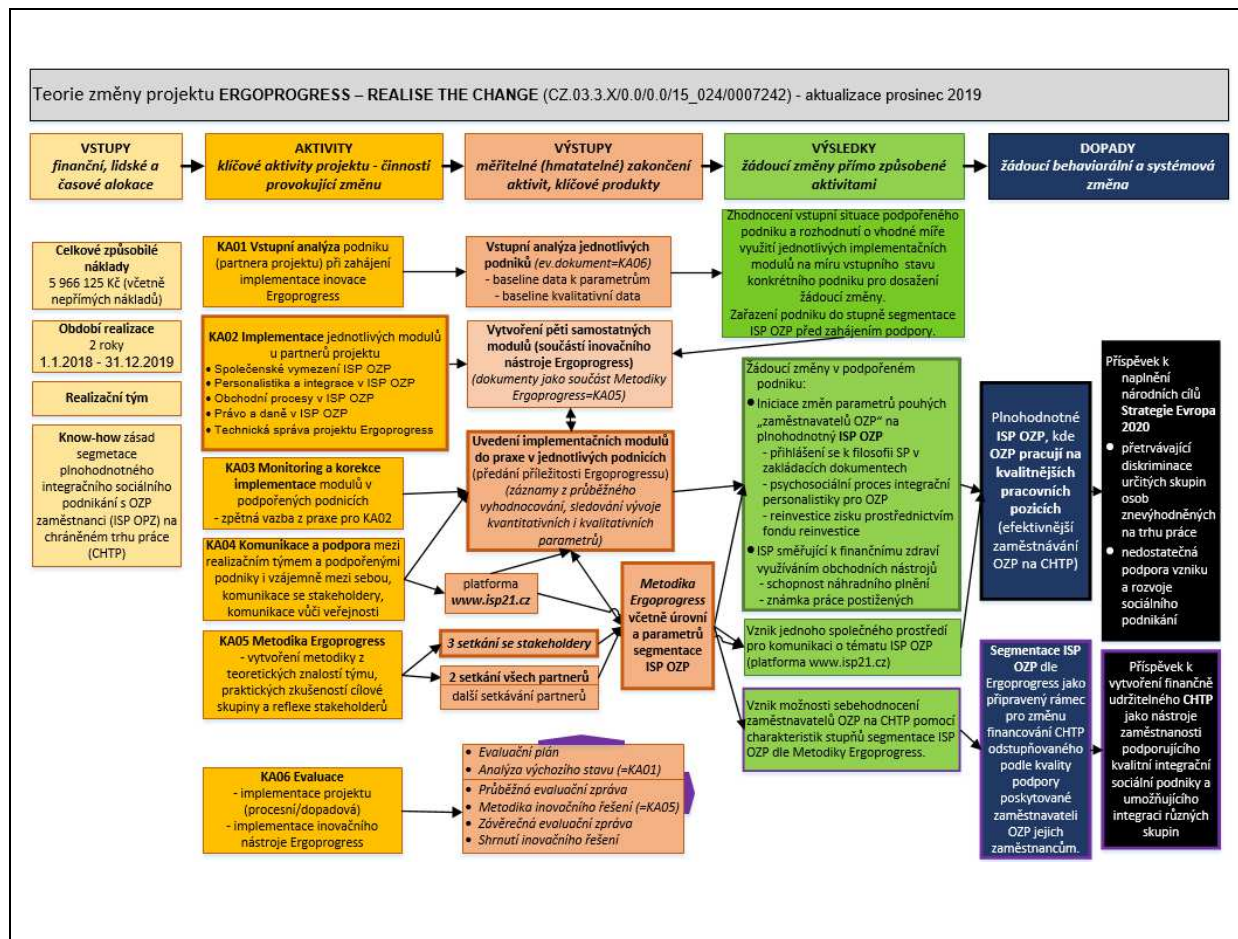 Teorie změny projektu ERGOPROGRESS – REALISE THE CHANGE (CZ.03.3.X/0.0/0.0/15_024/0007242) - aktualizace prosinec 2019
VSTUPY
finanční, lidské a
časové alokace
AKTIVITY
klíčové aktivity projektu - činnosti
provokující změnu
VÝSTUPY
měřitelné (hmatatelné) zakončení
aktivit, klíčové produkty
VÝSLEDKY
žádoucí změny přímo způsobené
aktivitami
DOPADY
žádoucí behaviorální a systémová
změna
Celkové způsobilé
náklady
5 966 125 Kč (včetně
nepřímých nákladů)
Období realizace
2 roky
1.1.2018 - 31.12.2019
Realizační tým
Know-how zásad
segmetace
plnohodnotného
integračního sociálního
podnikání s OZP
zaměstnanci (ISP OPZ) na
chráněném trhu práce
(CHTP)
KA01 Vstupní analýza podniku
(partnera projektu) při zahájení
implementace inovace
Ergoprogress
KA02 Implementace jednotlivých modulů
u partnerů projektu
• Společenské vymezení ISP OZP
• Personalistika a integrace v ISP OZP
• Obchodní procesy v ISP OZP
• Právo a daně v ISP OZP
• Technická správa projektu Ergoprogress
KA03 Monitoring a korekce
implementace modulů v
podpořených podnicích
- zpětná vazba z praxe pro KA02
KA04 Komunikace a podpora mezi
realizačním týmem a podpořenými
podniky i vzájemně mezi sebou,
komunikace se stakeholdery,
komunikace vůči veřejnosti
KA05 Metodika Ergoprogress
- vytvoření metodiky z
teoretických znalostí týmu,
praktických zkušeností cílové
skupiny a reflexe stakeholderů
KA06 Evaluace
- implementace projektu
(procesní/dopadová)
- implementace inovačního
nástroje Ergoprogress
Vstupní analýza jednotlivých
podniků (ev.dokument=KA06)
- baseline data k parametrům
- baseline kvalitativní data
Vytvoření pěti samostatných
modulů (součástí inovačního
nástroje Ergoprogress)
(dokumenty jako součást Metodiky
Ergoprogress=KA05)
Uvedení implementačních modulů
do praxe v jednotlivých podnicích
(předání příležitosti Ergoprogressu)
(záznamy z průběžného
vyhodnocování, sledování vývoje
kvantitativních i kvalitativních
parametrů)
platforma
www.isp21.cz
3 setkání se stakeholdery
2 setkání všech partnerů
další setkávání partnerů
Metodika
Ergoprogress
včetně úrovní
a parametrů
segmentace
ISP OZP
• Evaluační plán
• Analýza výchozího stavu (=KA01)
• Průběžná evaluační zpráva
• Metodika inovačního řešení (=KA05)
• Závěrečná evaluační zpráva
• Shrnutí inovačního řešení
Zhodnocení vstupní situace podpořeného
podniku a rozhodnutí o vhodné míře
využití jednotlivých implementačních
modulů na míru vstupního stavu
konkrétního podniku pro dosažení
žádoucí změny.
Zařazení podniku do stupně segmentace
ISP OZP před zahájením podpory.
Žádoucí změny v podpořeném
podniku:
● Iniciace změn parametrů pouhých
„zaměstnavatelů OZP“ na
plnohodnotný ISP OZP
- přihlášení se k filosofii SP v
zakládacích dokumentech
- psychosociální proces integrační
personalistiky pro OZP
- reinvestice zisku prostřednictvím
fondu reinvestice
● ISP směřující k finančnímu zdraví
využíváním obchodních nástrojů
- schopnost náhradního plnění
- známka práce postižených
Vznik jednoho společného prostředí
pro komunikaci o tématu ISP OZP
(platforma www.isp21.cz)
Vznik možnosti sebehodnocení
zaměstnavatelů OZP na CHTP pomocí
charakteristik stupňů segmentace ISP
OZP dle Metodiky Ergoprogress.
Plnohodnotné
ISP OZP, kde
OZP pracují na
kvalitnějších
pracovních
pozicích
(efektivnější
zaměstnávání
OZP na CHTP)
Segmentace ISP
OZP dle
Ergoprogress jako
připravený rámec
pro změnu
financování CHTP
odstupňovaného
podle kvality
podpory
poskytované
zaměstnavateli
OZP jejich
zaměstnancům.
Příspěvek k
naplnění
národních cílů
Strategie Evropa
2020
● přetrvávající
diskriminace
určitých skupin
osob
znevýhodněných
na trhu práce
● nedostatečná
podpora vzniku
a rozvoje
sociálního
podnikání
Příspěvek k
vytvoření finančně
udržitelného CHTP
jako nástroje
zaměstnanosti
podporujícího
kvalitní integrační
sociální podniky a
umožňujícího
integraci různých
skupin